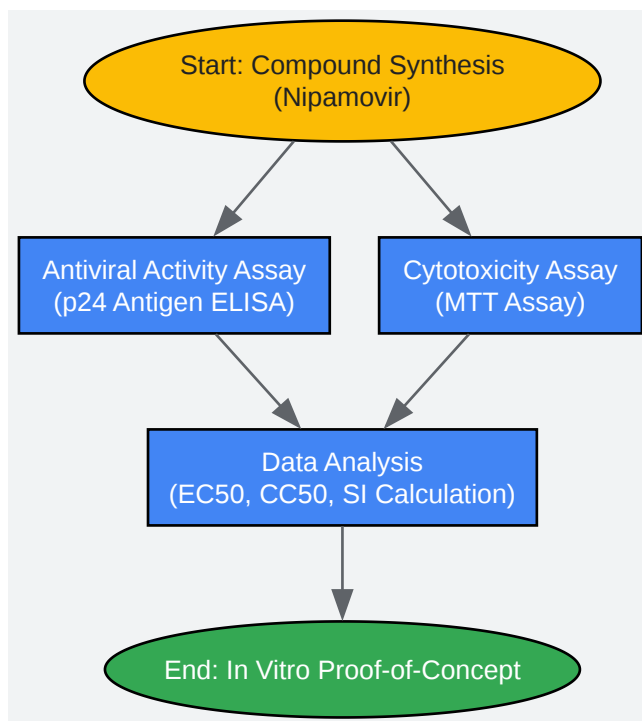 Start: Compound Synthesis
(Nipamovir)
Antiviral Activity Assay
(p24 Antigen ELISA)
Cytotoxicity Assay
(MTT Assay)
Data Analysis
(EC50, CC50, SI Calculation)
End: In Vitro Proof-of-Concept